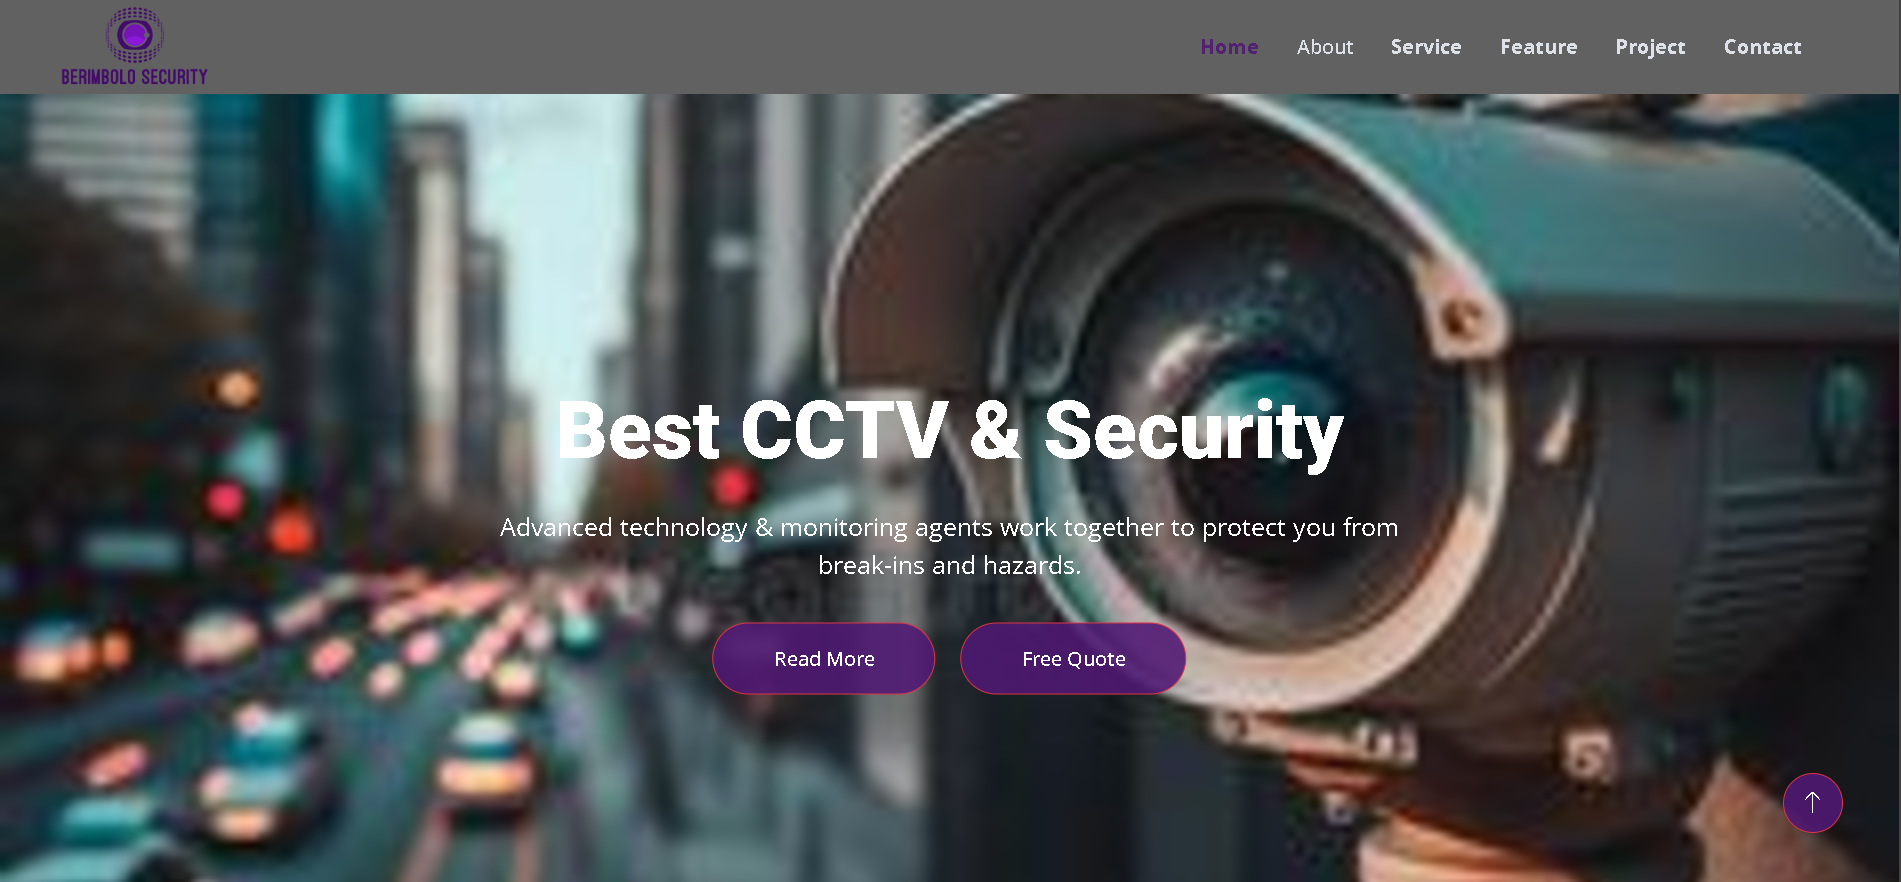 BERIMBOLO SECURITY
Home About Service Feature Project Contact
Best CCTV & Security
Advanced technology & monitoring agents work together to protect you from
break-ins and hazards.
Read More Free Quote